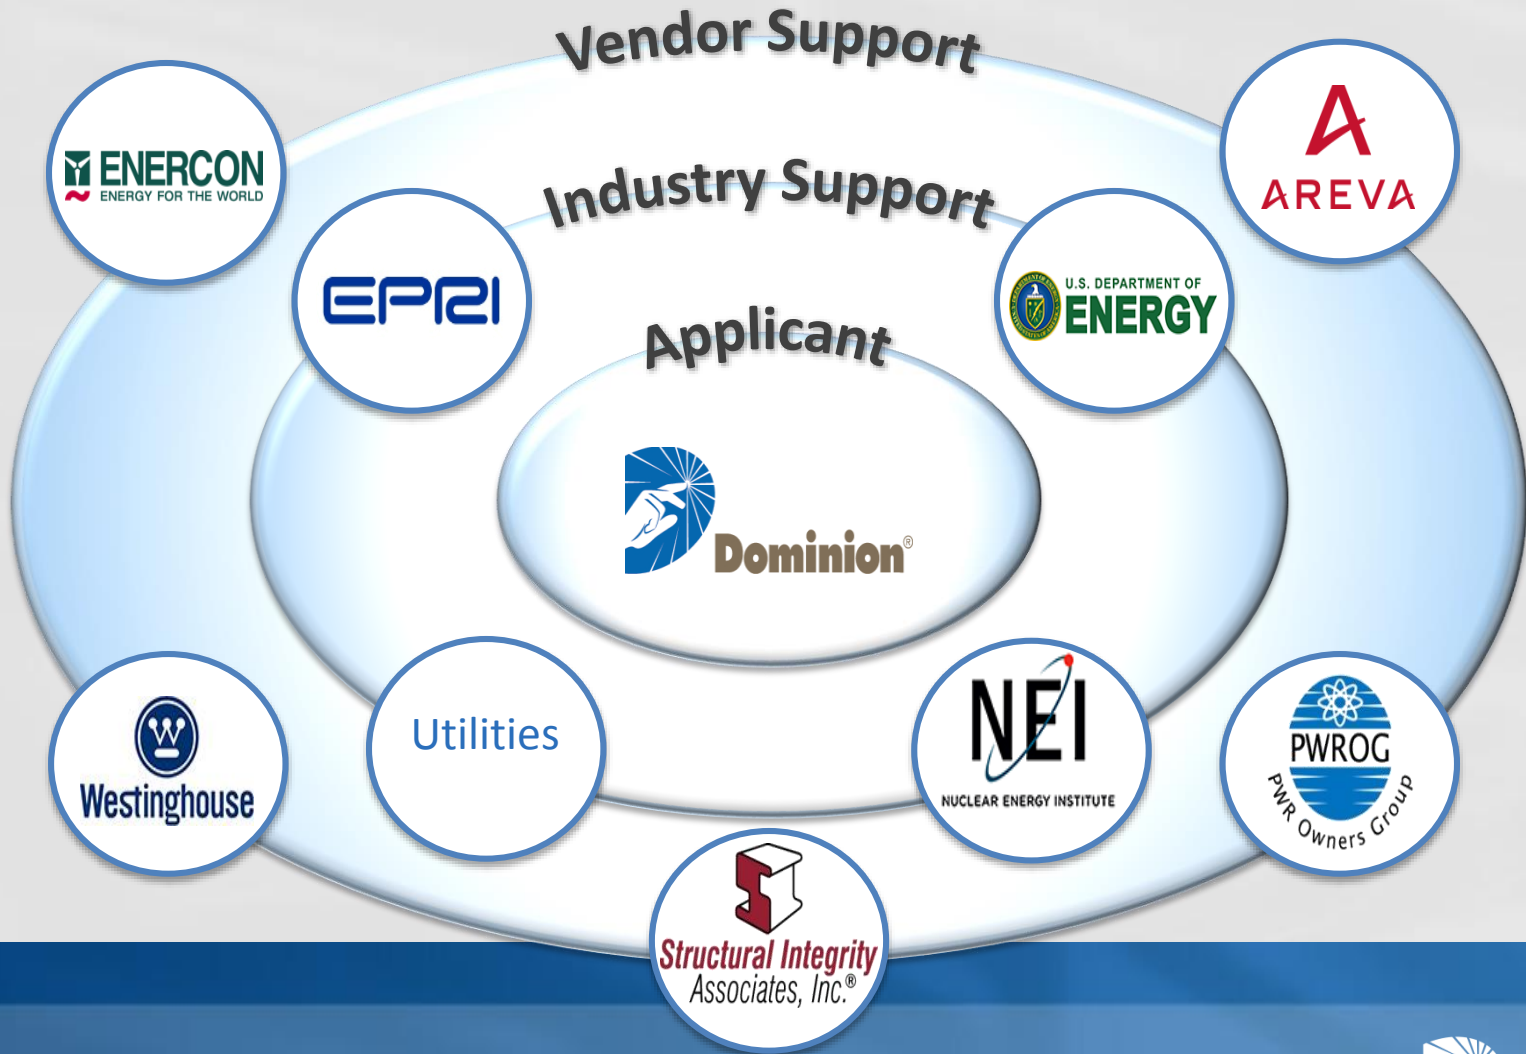 Vendor Support
ENERCON
ENERGY FOR THE WORLD
A
AREVA
Industry Support
EPRI
U.S. DEPARTMENT OF
ENERGY
Applicant
Dominion®
Westinghouse
Utilities
NEI
NUCLEAR ENERGY INSTITUTE
PWROG
PWR Owners Group
Structural Integrity
Associates, Inc.®